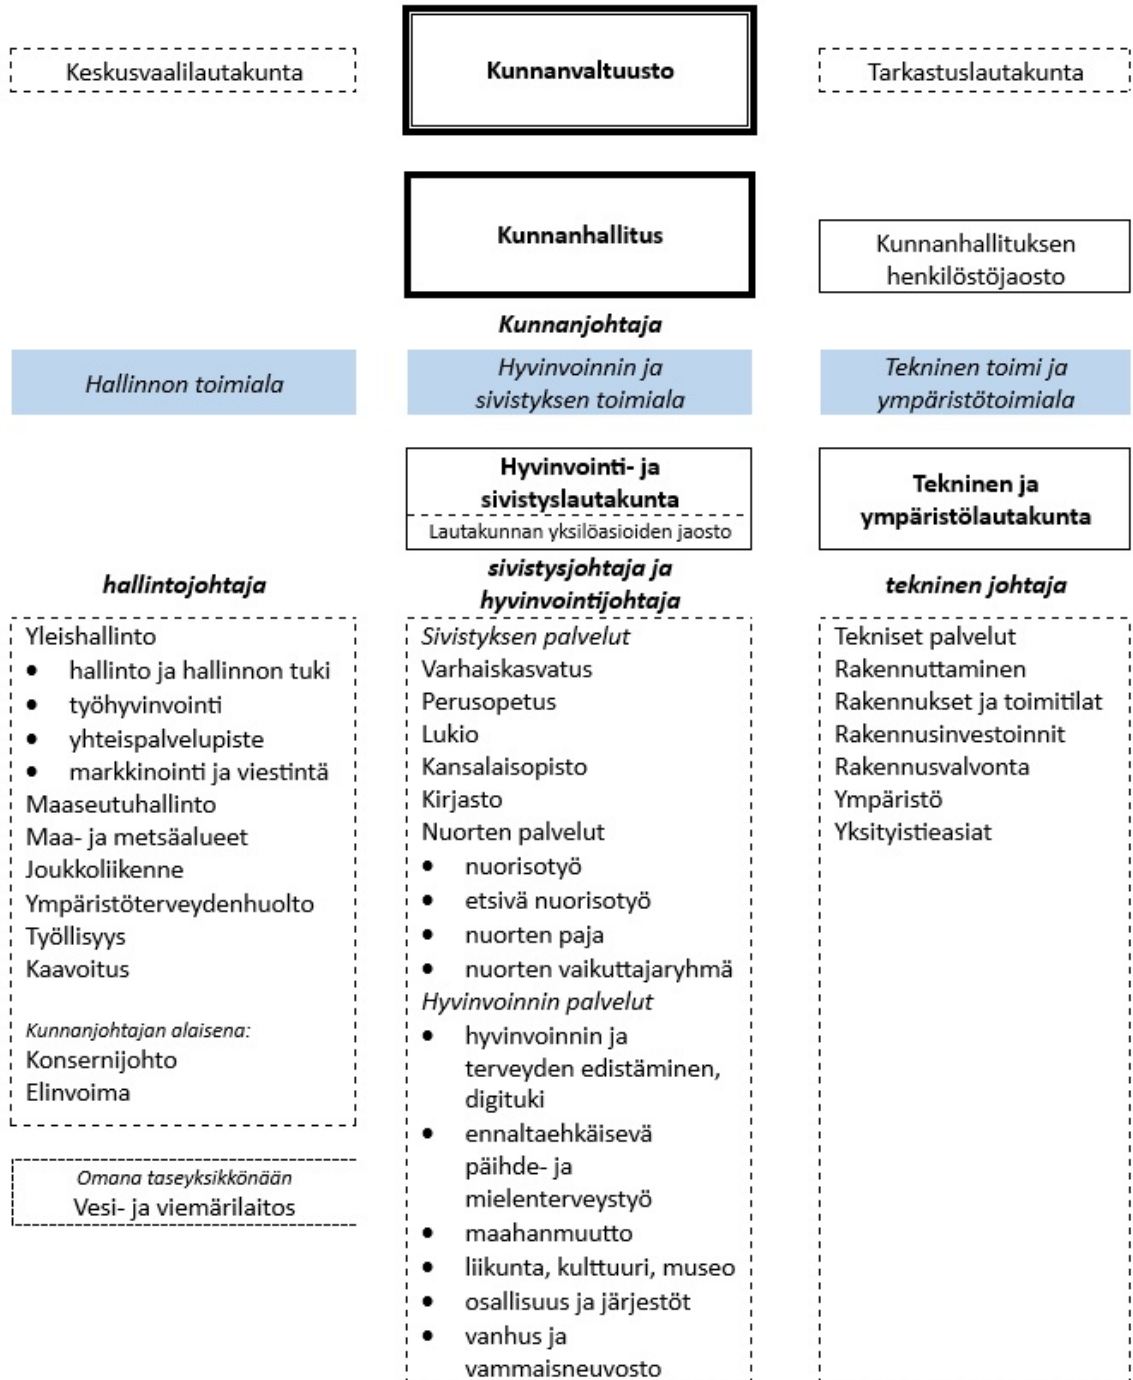 Keskusvaalilautakunta
Kunnanvaltuusto
Tarkastuslautakunta
Kunnanhallitus
Kunnanhallituksen
henkilöstöjaosto
Kunnanjohtaja
Hallinnon toimiala
Hyvinvoinnin ja
sivistyksen toimiala
Tekninen toimi ja
ympäristötoimiala
Hyvinvointi- ja
sivistyslautakunta
Lautakunnan yksilöasioiden jaosto
Tekninen ja
ympäristölautakunta
hallintojohtaja
Yleishallinto
• hallinto ja hallinnon tuki
• työhyvinvointi
• yhteispalvelupiste
• markkinointi ja viestintä
Maaseutuhallinto
Maa- ja metsäalueet
Joukkoliikenne
Ympäristöterveydenhuolto
Työllisyys
Kaavoitus
Kunnanjohtajan alaisena:
Konsernijohto
Elinvoima
Omana taseyksikkönään
Vesi- ja viemärilaitos
sivistysjohtaja ja
hyvinvointijohtaja
Sivistyksen palvelut
Varhaiskasvatus
Perusopetus
Lukio
Kansalaisopisto
Kirjasto
Nuorten palvelut
• nuorisotyö
• etsivä nuorisotyö
• nuorten paja
• nuorten vaikuttajaryhmä
Hyvinvoinnin palvelut
• hyvinvoinnin ja
terveyden edistäminen,
digituki
• ennaltaehkäisevä
päihde- ja
mielenterveystyö
• maahanmuutto
• liikunta, kulttuuri, museo
• osallisuus ja järjestöt
• vanhus ja
vammaisneuvosto
tekninen johtaja
Tekniset palvelut
Rakennuttaminen
Rakennukset ja toimitilat
Rakennusinvestoinnit
Rakennusvalvonta
Ympäristö
Yksityistieasiat